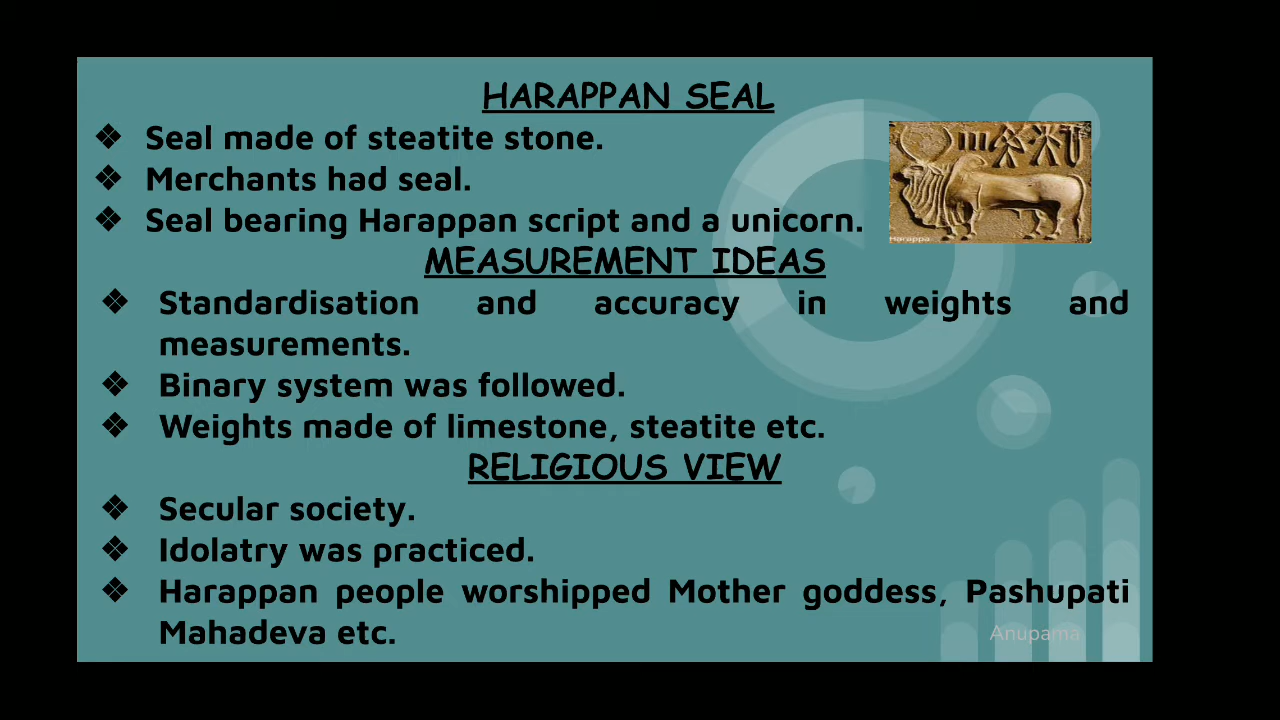 HARAPPAN SEAL
❖ Seal made of steatite stone.
❖ Merchants had seal.
❖ Seal bearing Harappan script and a unicorn.
Harappa
MEASUREMENT IDEAS
❖ Standardisation and accuracy in weights and
measurements.
❖ Binary system was followed.
❖ Weights made of limestone, steatite etc.
RELIGIOUS VIEW
❖ Secular society.
❖ Idolatry was practiced.
❖ Harappan people worshipped Mother goddess, Pashupati
Mahadeva etc.
Anupama